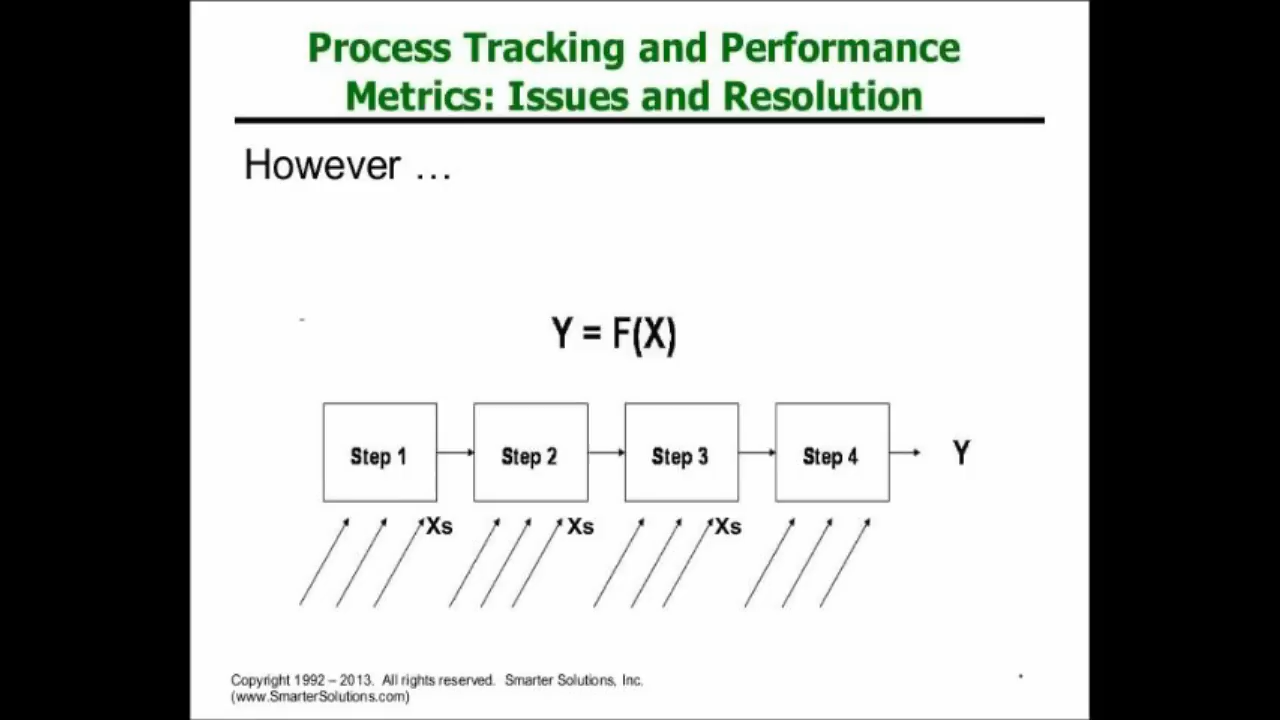 Process Tracking and Performance
Metrics: Issues and Resolution
However ...
Y = F(X)
Step 1
Step 2
Step 3
Step 4
Y
Xs
Xs
Xs
Copyright 1992 – 2013. All rights reserved. Smarter Solutions, Inc.
(www.SmarterSolutions.com)